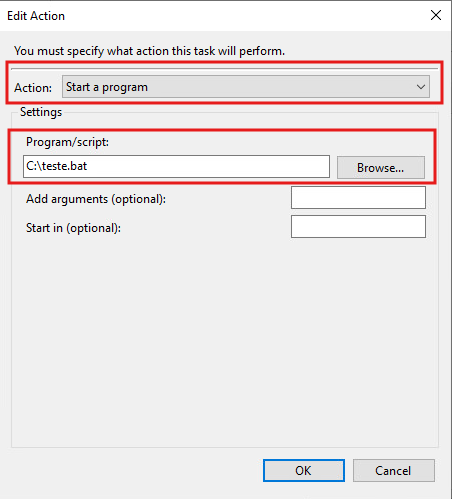 Edit Action
You must specify what action this task will perform.
Action: Start a program
Settings
Program/script:
C:\teste.bat Browse...
Add arguments (optional):
Start in (optional):
OK Cancel